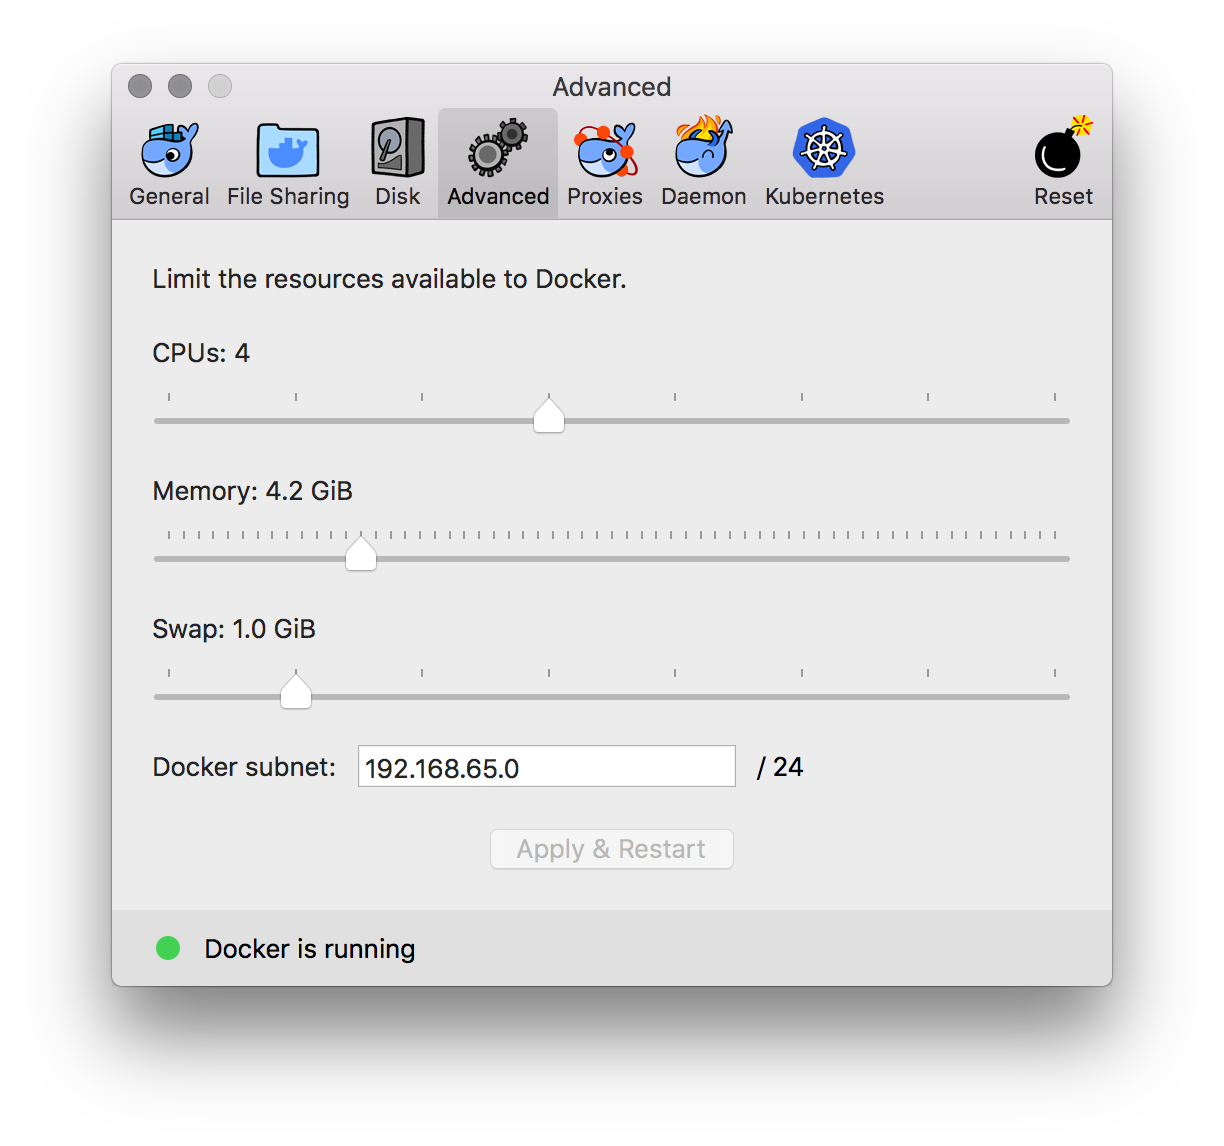 Advanced
General File Sharing Disk Advanced Proxies Daemon Kubernetes Reset
Limit the resources available to Docker.
CPUs: 4
Memory: 4.2 GiB
Swap: 1.0 GiB
Docker subnet: 192.168.65.0 / 24
Apply & Restart
Docker is running